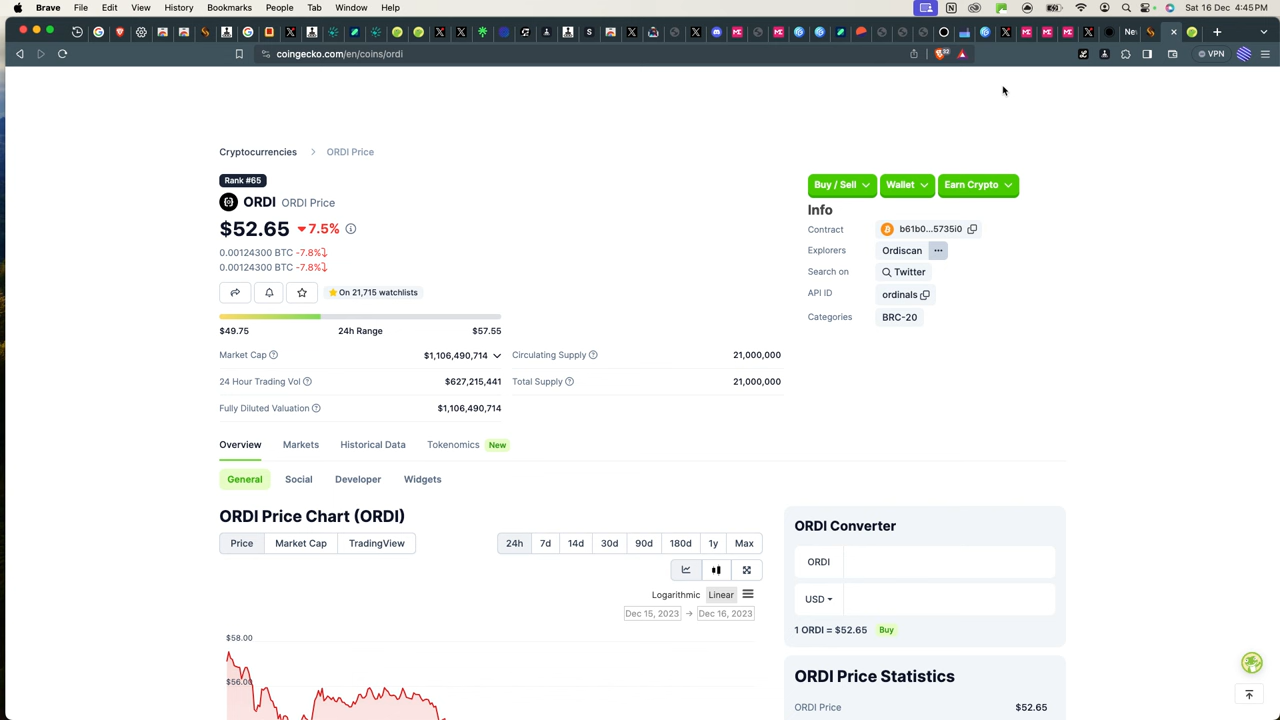 Brave File Edit View History Bookmarks People Tab Window Help
Sat 16 Dec 4:45 PM
Ne
coingecko.com/en/coins/ordi
92
VPN
Cryptocurrencies > ORDI Price
Rank #65
ORDI ORDI Price
$52.65 7.5%
0.00124300 BTC -7.8%
0.00124300 BTC -7.8%
On 21,715 watchlists
$49.75 24h Range $57.55
Market Cap $1,106,490,714
24 Hour Trading Vol $627,215,441
Fully Diluted Valuation $1,106,490,714
Circulating Supply 21,000,000
Total Supply 21,000,000
Buy / Sell Wallet Earn Crypto
Info
Contract b61b0...5735i0
Explorers Ordiscan ...
Search on Twitter
API ID ordinals
Categories BRC-20
Overview Markets Historical Data Tokenomics New
General Social Developer Widgets
ORDI Price Chart (ORDI)
Price Market Cap TradingView
24h 7d 14d 30d 90d 180d 1y Max
Logarithmic Linear
Dec 15, 2023 → Dec 16, 2023
$58.00
$56.00
ORDI Converter
ORDI
USD
1 ORDI = $52.65 Buy
ORDI Price Statistics
ORDI Price $52.65